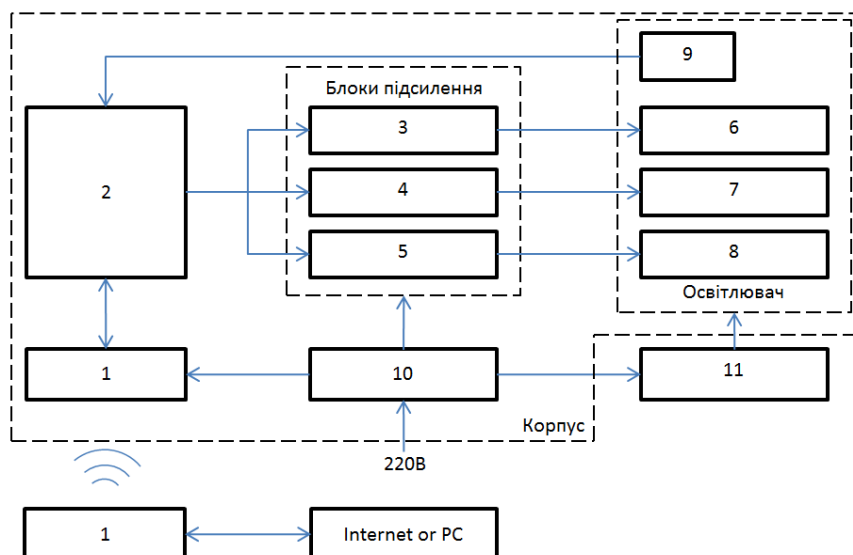 9
Блоки підсилення
3
6
2
4
7
5
8
Освітлювач
1
10
11
Корпус
220В
1
Internet or PC